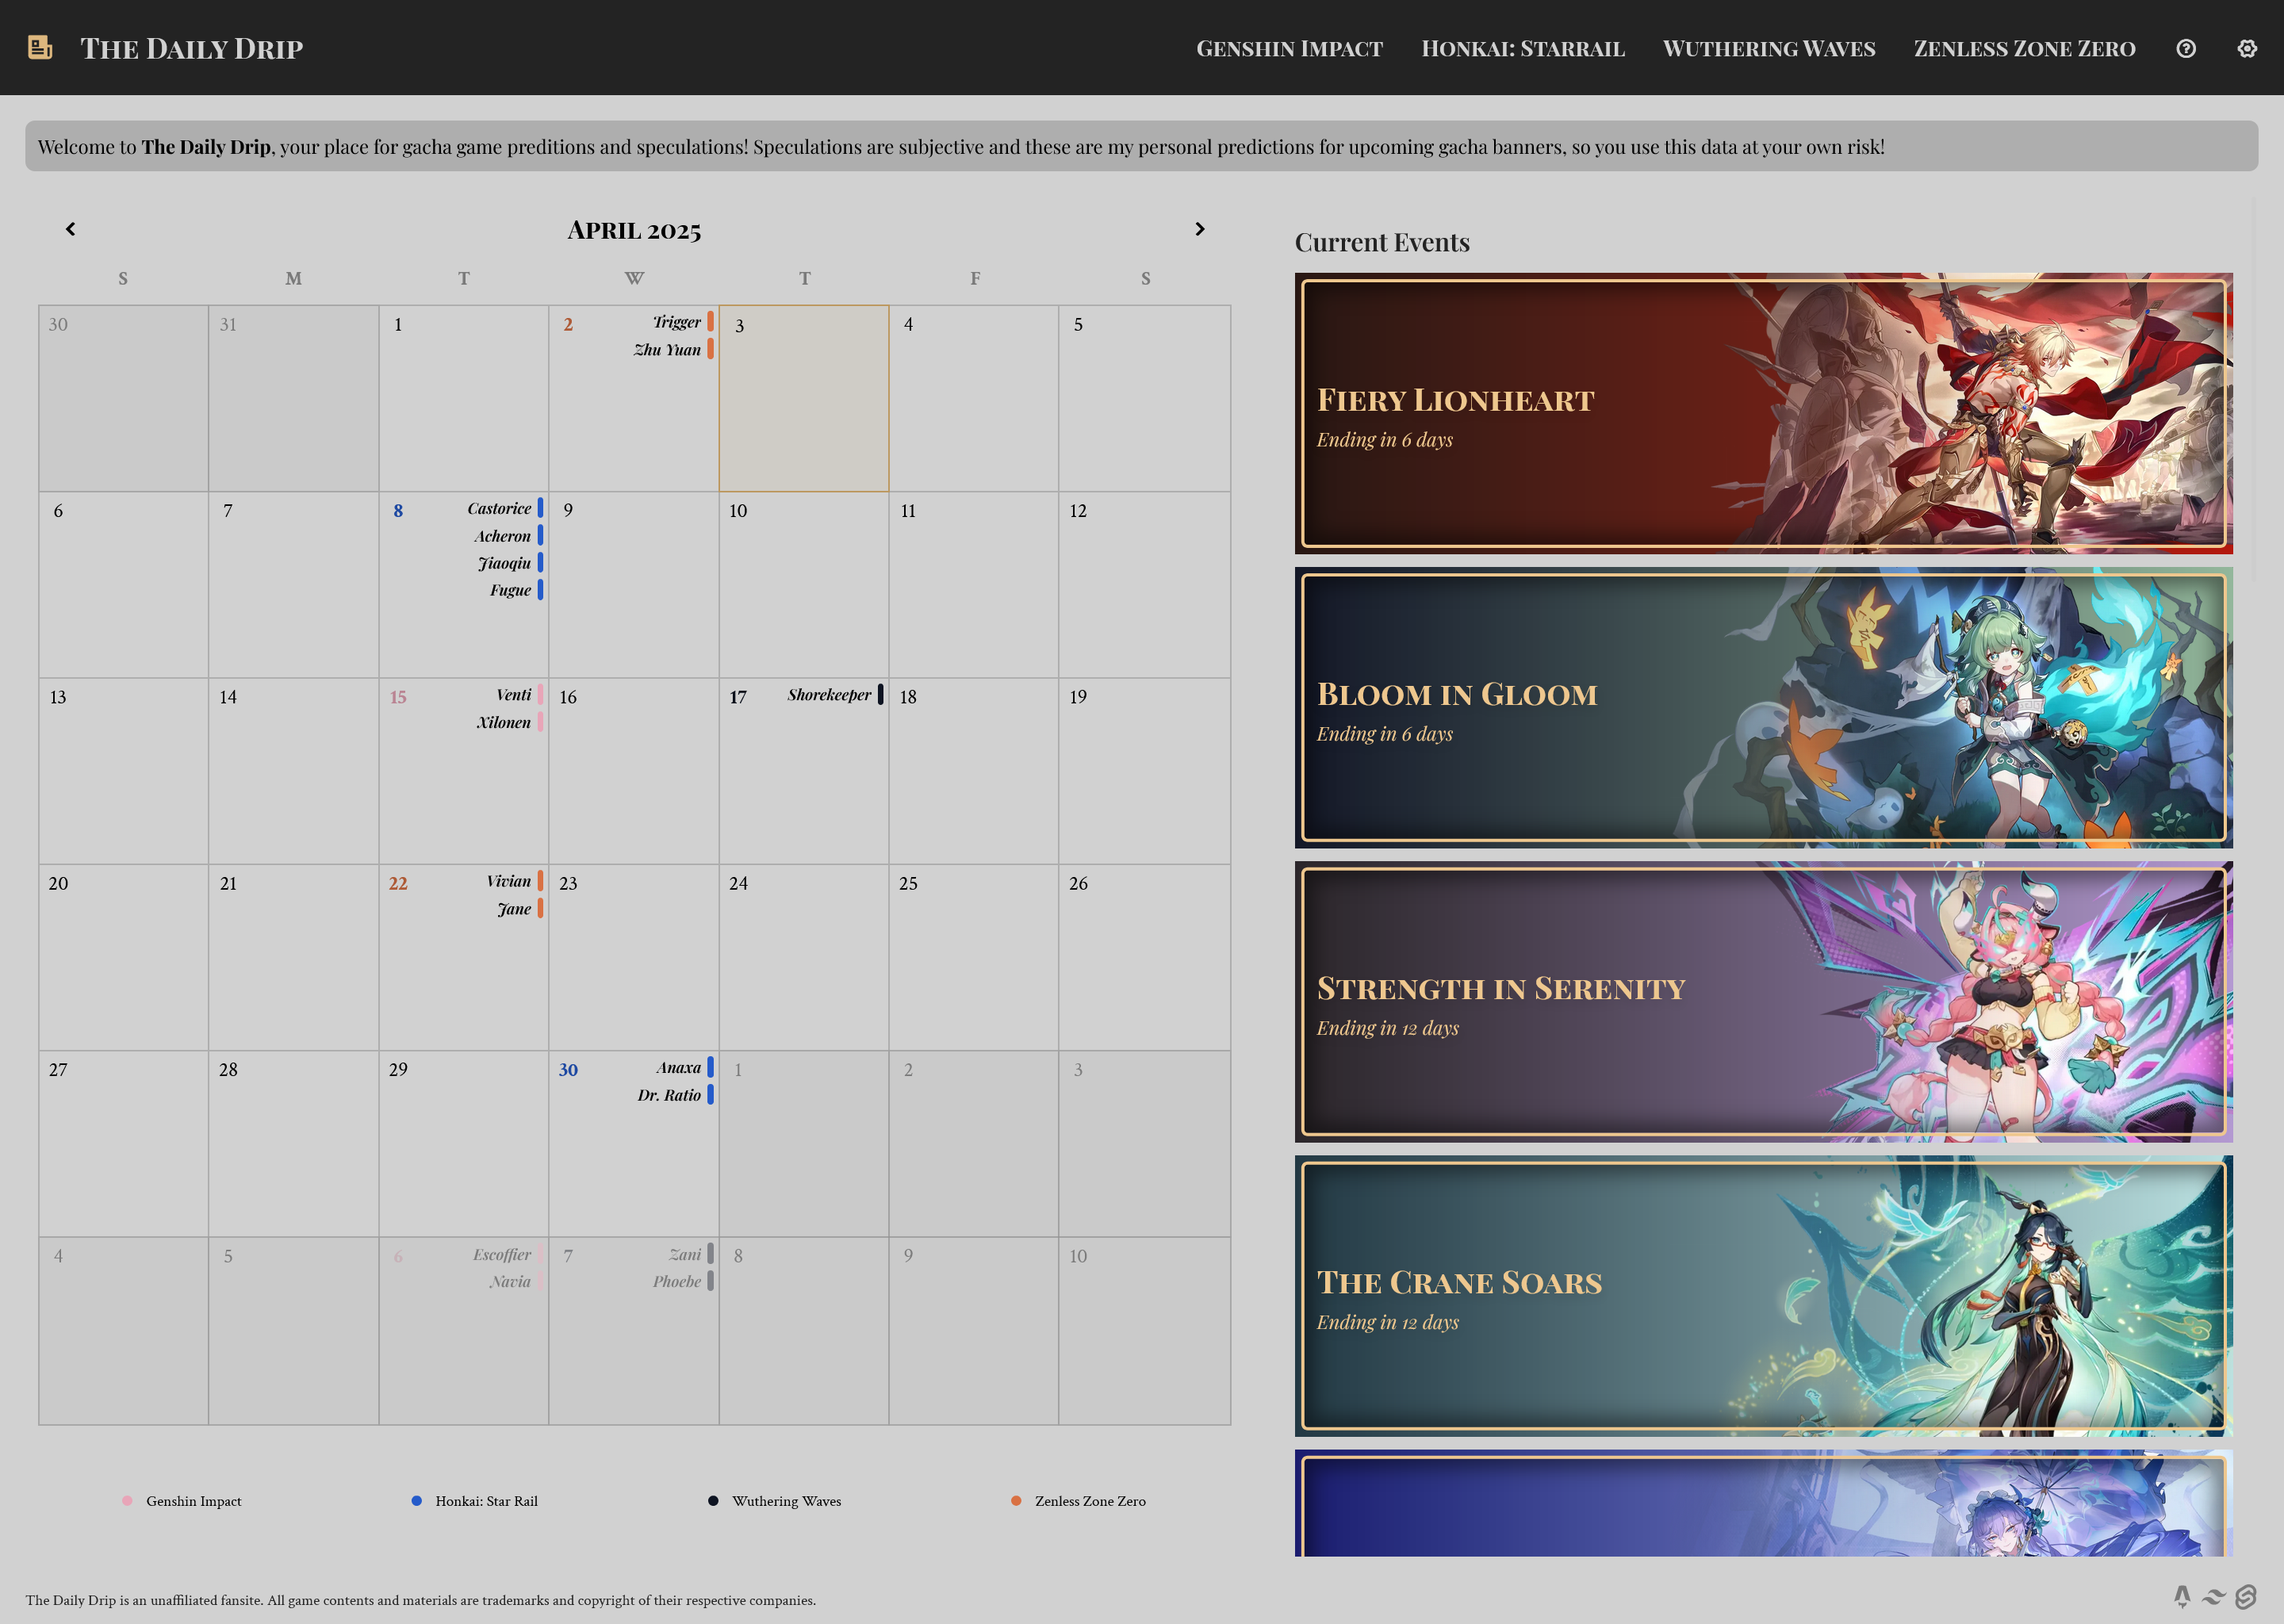 The Daily Drip
Genshin Impact Honkai: Starrail Wuthering Waves Zenless Zone Zero
Welcome to The Daily Drip, your place for gacha game preditions and speculations! Speculations are subjective and these are my personal predictions for upcoming gacha banners, so you use this data at your own risk!
April 2025
S M T W T F S
30 31 1 2 Trigger 3 4 5
Zhu Yuan
6 7 8 Castorice 9 10 11 12
Acheron
Jiaoqiu
Fugue
13 14 15 Venti 16 17 Shorekeeper 18 19
Xilonen
20 21 22 Vivian 23 24 25 26
Jane
27 28 29 30 Anaxa 1 2 3
Dr. Ratio
4 5 6 Escoffier 7 Zani 8 9 10
Navia Phoebe
Genshin Impact Honkai: Star Rail Wuthering Waves Zenless Zone Zero
Current Events
Fiery Lionheart
Ending in 6 days
Bloom in Gloom
Ending in 6 days
Strength in Serenity
Ending in 12 days
The Crane Soars
Ending in 12 days
The Daily Drip is an unaffiliated fansite. All game contents and materials are trademarks and copyright of their respective companies.